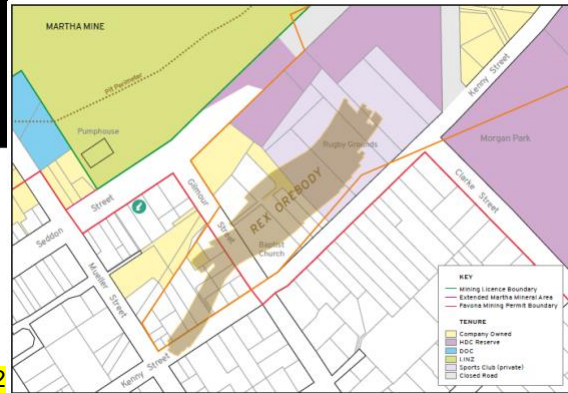 MARTHA MINE
Pit Perimeter
Pumphouse
Kenny Street
Morgan Park
Rugby Grounds
Clarke Street
REX OREBODY
Gilmour Street
Seddon Street
Baptist
Church
Mueller Street
Kenny Street
KEY
Mining Licence Boundary
Extended Martha Mineral Area
Favona Mining Permit Boundary
TENURE
Company Owned
HDC Reserve
DOC
LINZ
Sports Club (private)
Closed Road
2